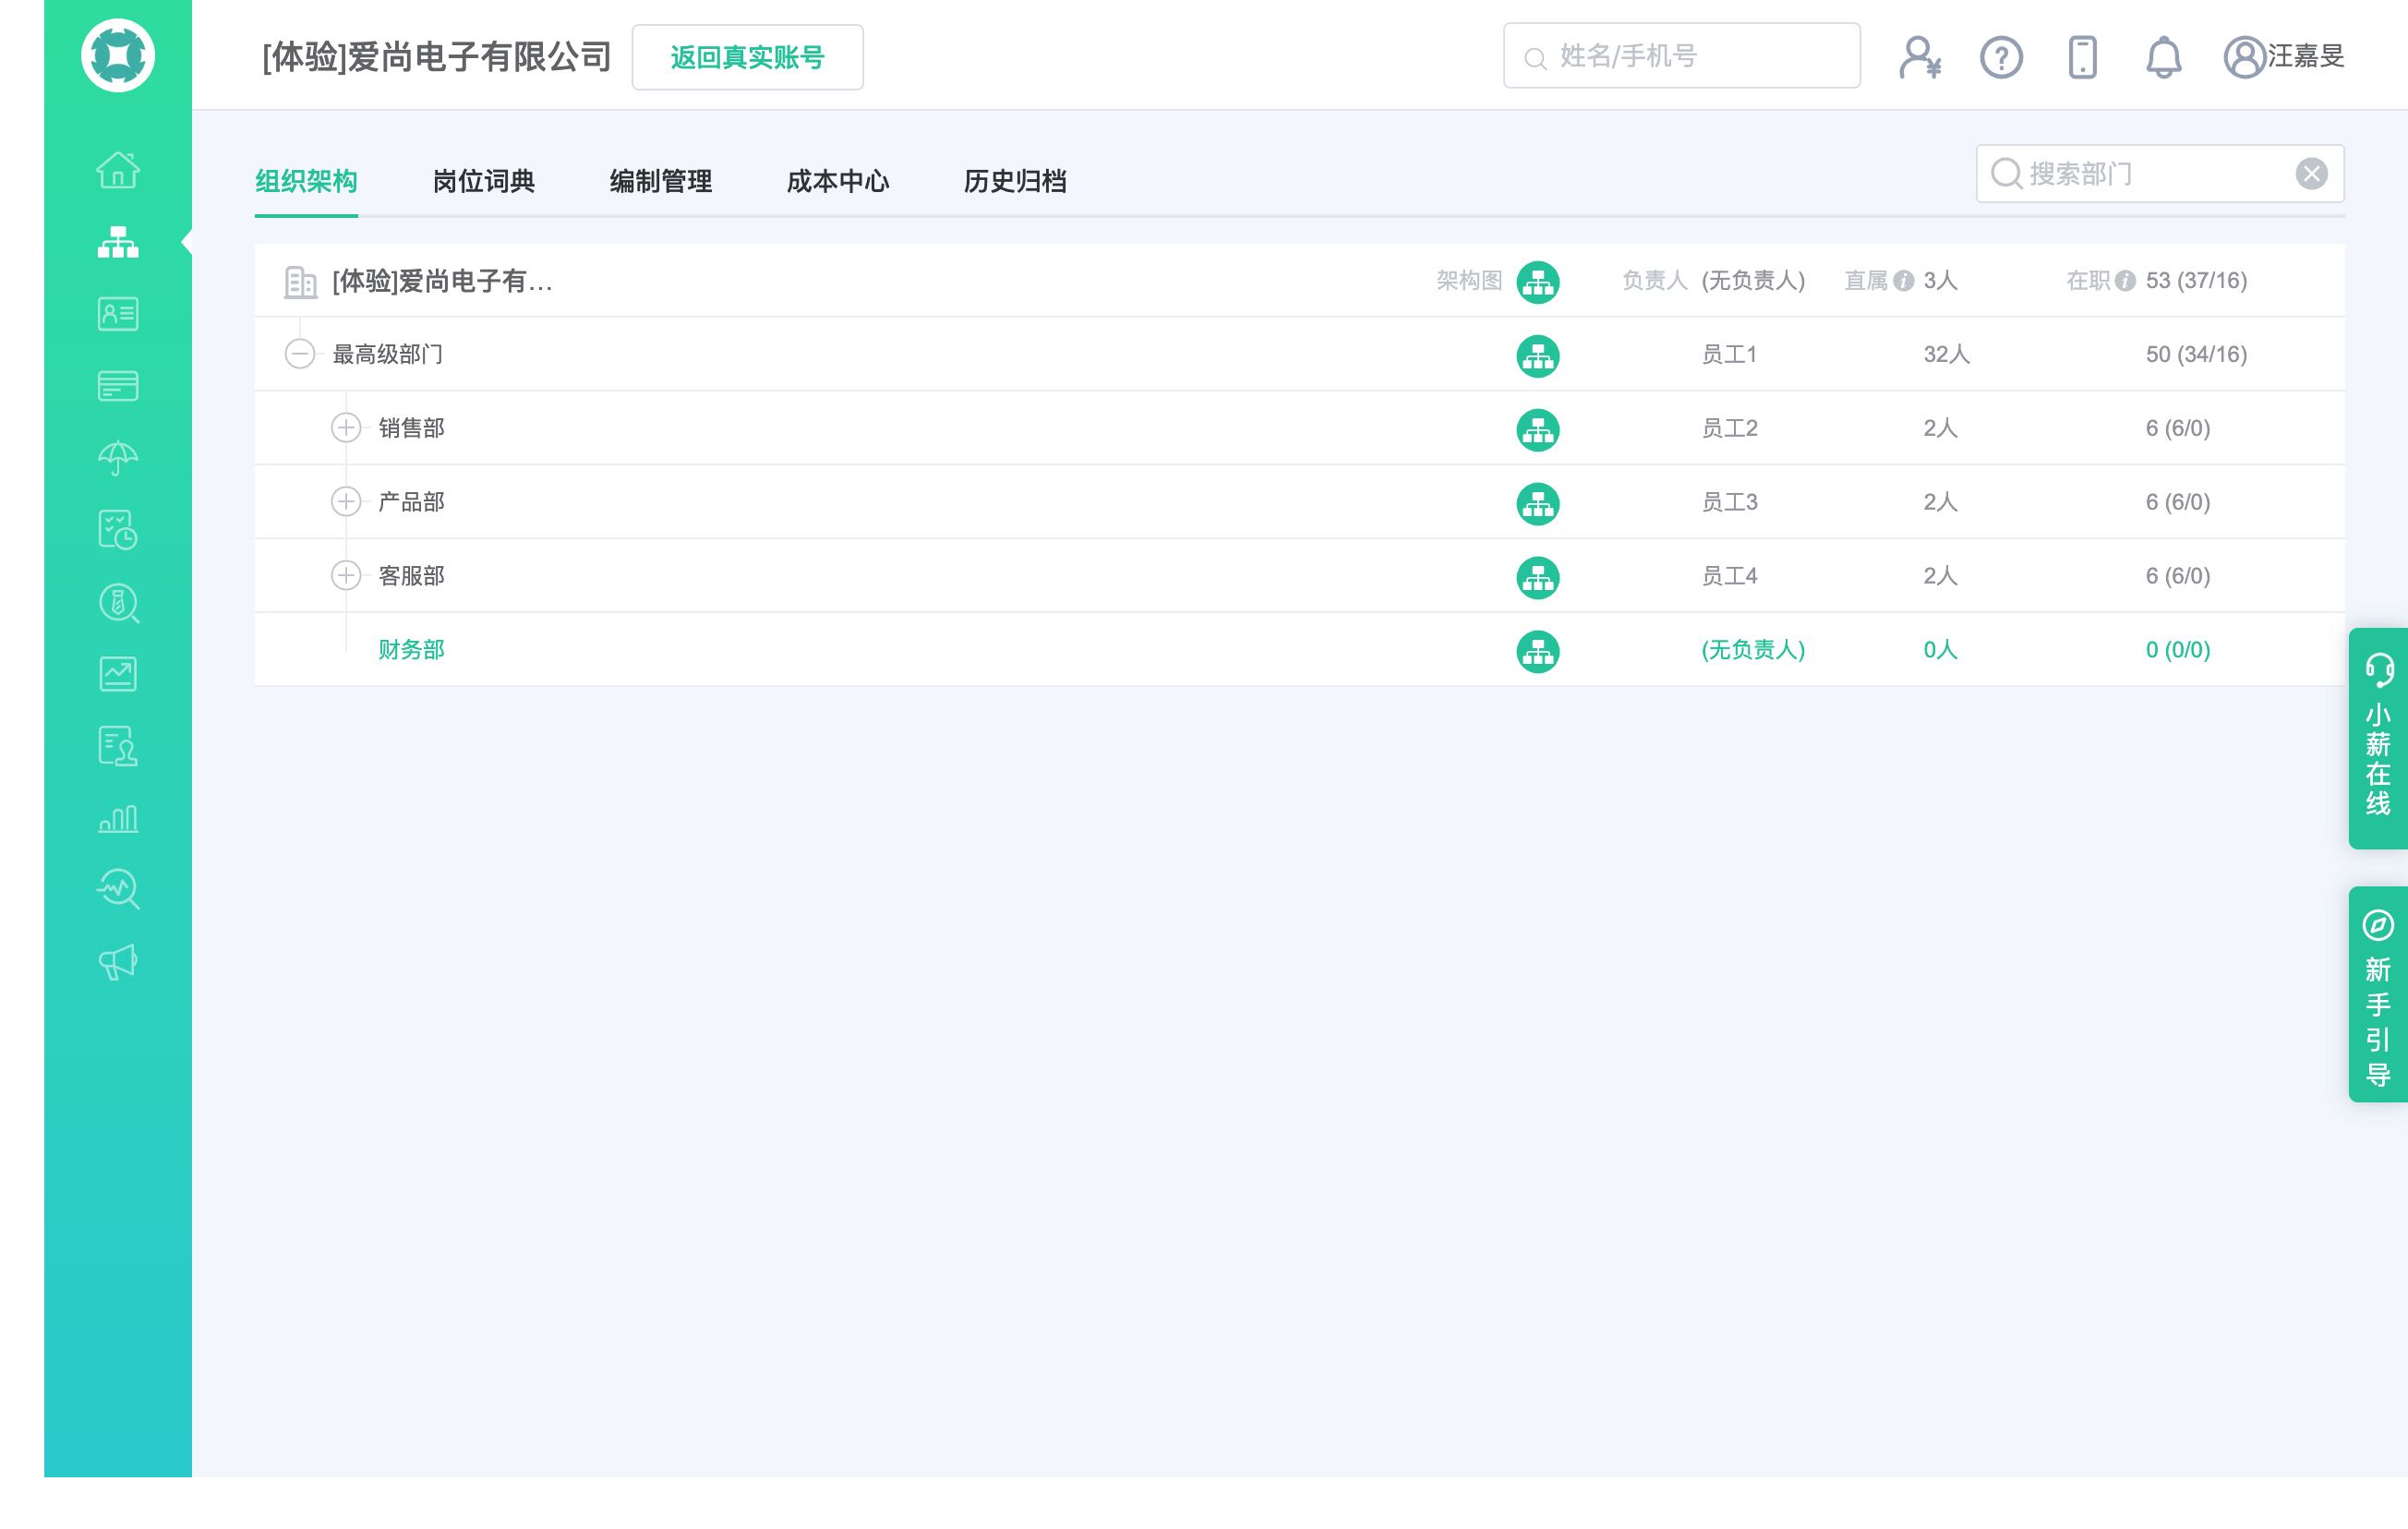 [体验]爱尚电子有限公司 返回真实账号 姓名/手机号 汪嘉旻
组织架构 岗位词典 编制管理 成本中心 历史归档 搜索部门
[体验]爱尚电子有... 架构图 负责人 (无负责人) 直属 3人 在职 53 (37/16)
最高级部门 员工1 32人 50 (34/16)
销售部 员工2 2人 6 (6/0)
产品部 员工3 2人 6 (6/0)
客服部 员工4 2人 6 (6/0)
财务部 (无负责人) 0人 0 (0/0)
小薪在线
新手引导